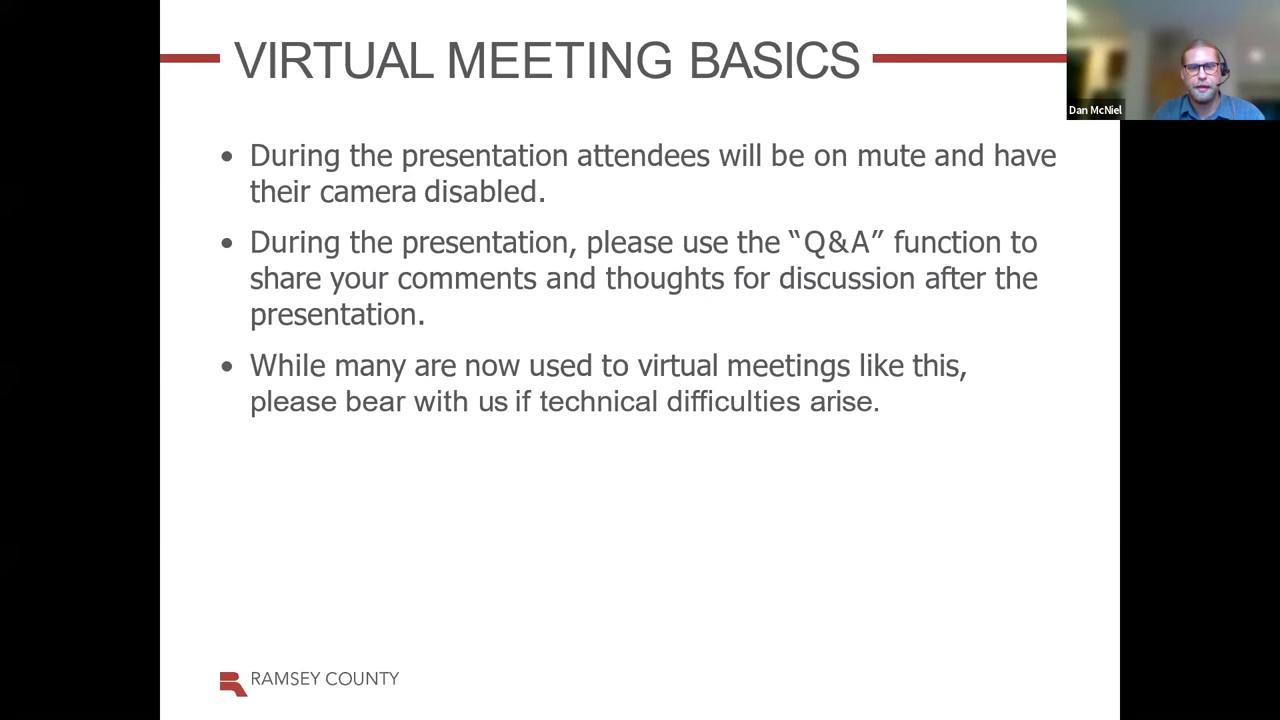 VIRTUAL MEETING BASICS
Dan McNiel
• During the presentation attendees will be on mute and have
their camera disabled.
• During the presentation, please use the “Q&A” function to
share your comments and thoughts for discussion after the
presentation.
• While many are now used to virtual meetings like this,
please bear with us if technical difficulties arise.
RAMSEY COUNTY